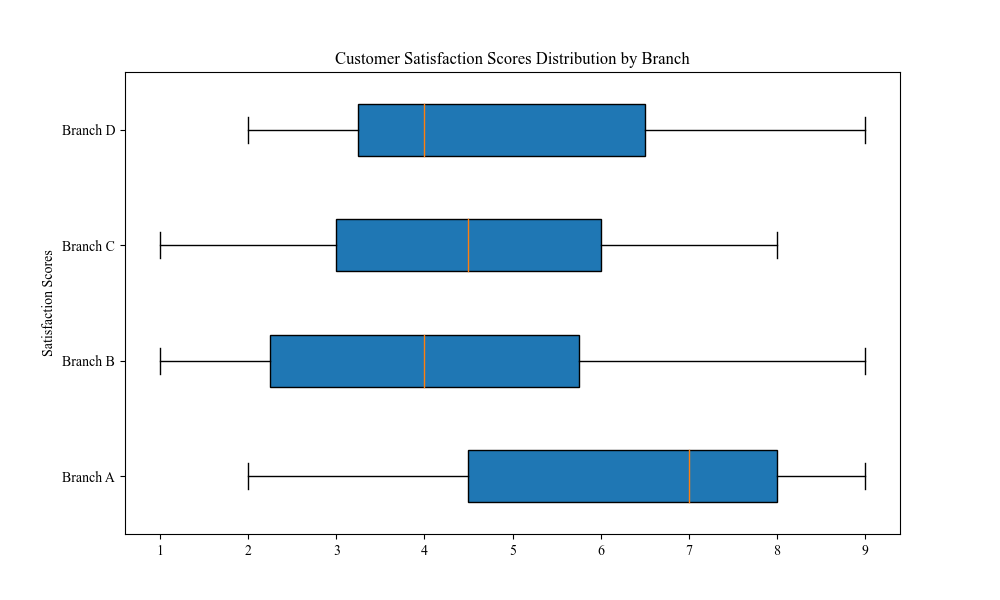 Customer Satisfaction Scores Distribution by Branch
Branch D
Branch C
Branch B
Branch A
Satisfaction Scores
1 2 3 4 5 6 7 8 9